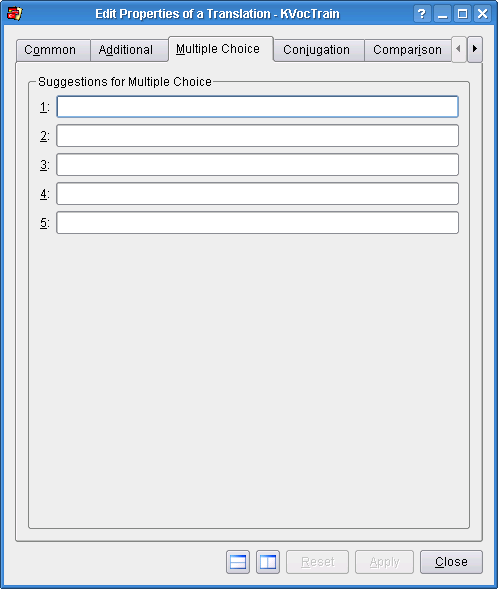 Edit Properties of a Translation - KVocTrain
Common Additional Multiple Choice Conjugation Comparison
Suggestions for Multiple Choice
1:
2:
3:
4:
5:
Reset Apply Close